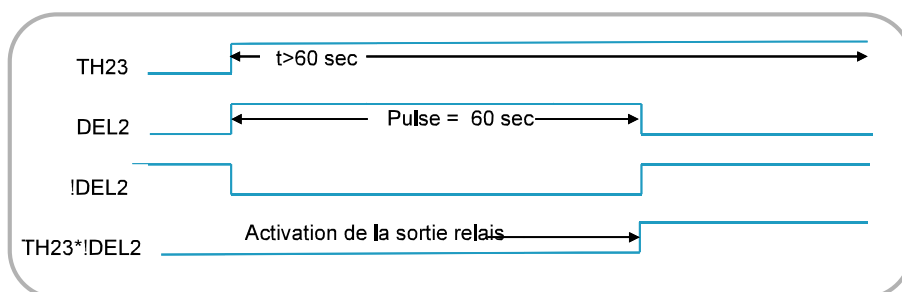 TH23
t>60 sec
DEL2
Pulse = 60 sec
!DEL2
Activation de la sortie relais
TH23*!DEL2